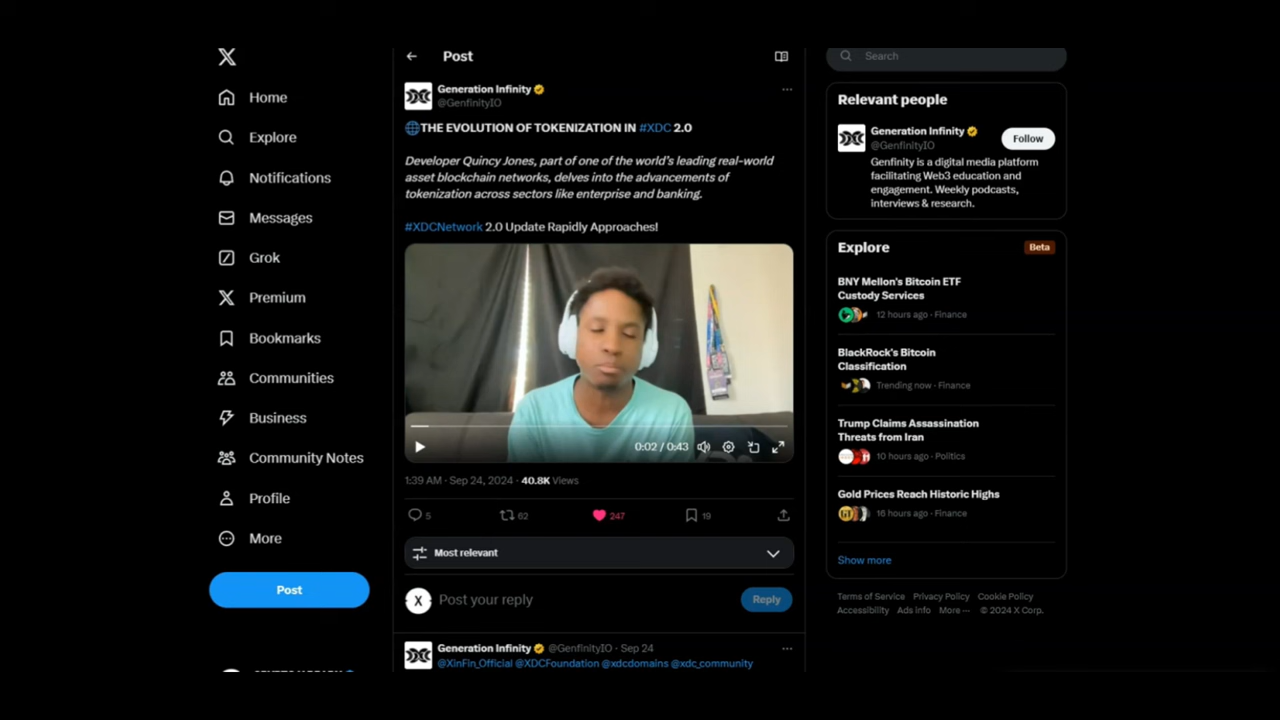 Home
Explore
Notifications
Messages
Grok
Premium
Bookmarks
Communities
Business
Community Notes
Profile
More
Post
Post
Generation Infinity
@GenfinityIO
THE EVOLUTION OF TOKENIZATION IN #XDC 2.0
Developer Quincy Jones, part of one of the world's leading real-world
asset blockchain networks, delves into the advancements of
tokenization across sectors like enterprise and banking.
#XDCNetwork 2.0 Update Rapidly Approaches!
0:02 / 0:43
1:39 AM · Sep 24, 2024 · 40.8K Views
5 62 247 19
Most relevant
X Post your reply Reply
Generation Infinity @GenfinityIO · Sep 24
@XinFin_Official @XDCFoundation @xdcdomains @xdc_community
Search
Relevant people
Generation Infinity
@GenfinityIO
Follow
Genfinity is a digital media platform
facilitating Web3 education and
engagement. Weekly podcasts,
interviews & research.
Explore Beta
BNY Mellon's Bitcoin ETF
Custody Services
12 hours ago · Finance
BlackRock's Bitcoin
Classification
Trending now · Finance
Trump Claims Assassination
Threats from Iran
10 hours ago · Politics
Gold Prices Reach Historic Highs
16 hours ago · Finance
Show more
Terms of Service Privacy Policy Cookie Policy
Accessibility Ads info More ··· © 2024 X Corp.